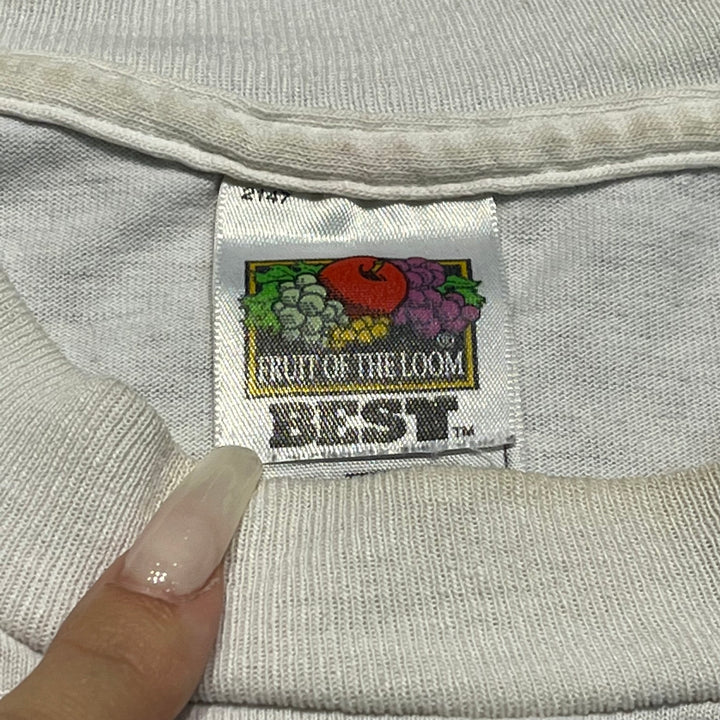 2147
FRUIT OF THE LOOM ®
BEST™